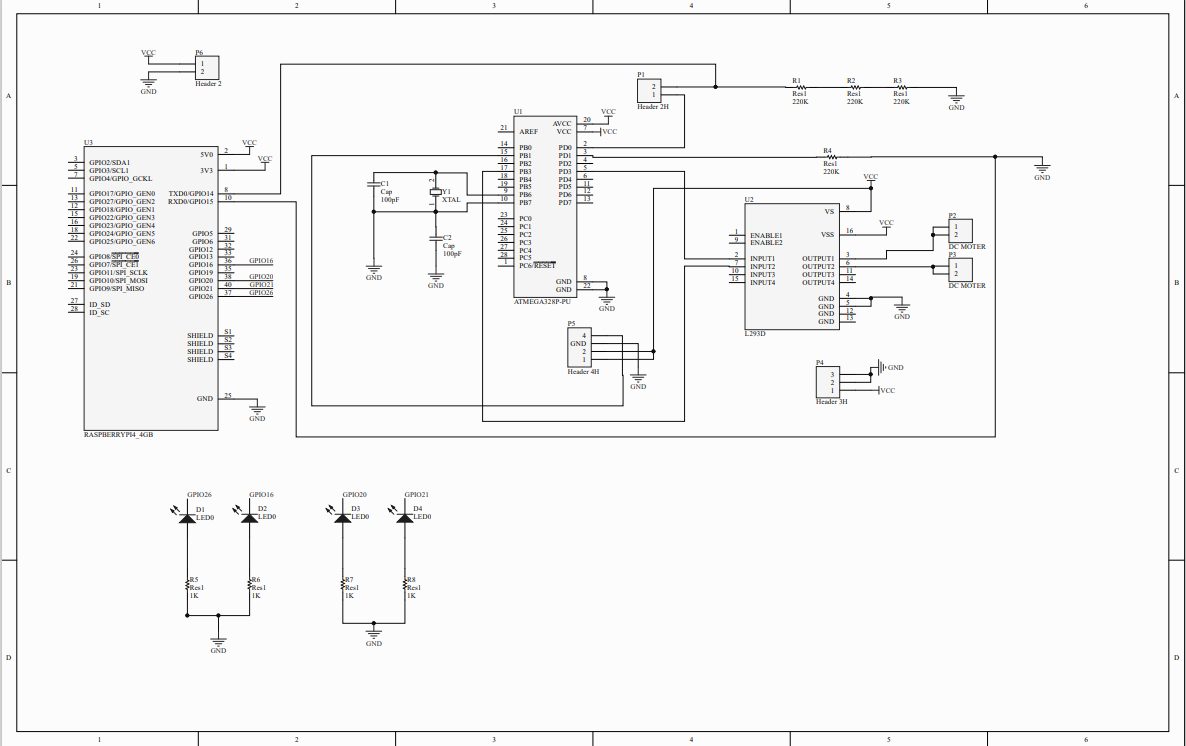 1 2 3 4 5 6
A A
B B
C C
D D
VCC
GND
P6
1
2
Header 2
U3
3 GPIO2/SDA1
5 GPIO3/SCL1
7 GPIO4/GPIO_GCKL
11 GPIO17/GPIO_GEN0
13 GPIO27/GPIO_GEN2
12 GPIO18/GPIO_GEN1
15 GPIO22/GPIO_GEN3
16 GPIO23/GPIO_GEN4
18 GPIO24/GPIO_GEN5
22 GPIO25/GPIO_GEN6
24 GPIO8/SPI_CE0
26 GPIO7/SPI_CE1
23 GPIO11/SPI_SCLK
19 GPIO10/SPI_MOSI
21 GPIO9/SPI_MISO
27 ID_SD
28 ID_SC
5V0 2 VCC
3V3 1 VCC
TXD0/GPIO14 8
RXD0/GPIO15 10
GPIO5 29
GPIO6 31
GPIO12 32
GPIO13 33
GPIO16 36 GPIO16
GPIO19 35
GPIO20 38 GPIO20
GPIO21 40 GPIO21
GPIO26 37 GPIO26
SHIELD S1
SHIELD S2
SHIELD S3
SHIELD S4
GND 25
GND
RASPBERRYPI4_4GB
C1
Cap
100pF
2
Y1
XTAL
1
C2
Cap
100pF
GND
GND
U1
21 AREF
14 PB0
15 PB1
16 PB2
17 PB3
18 PB4
19 PB5
9 PB6
10 PB7
23 PC0
24 PC1
25 PC2
26 PC3
27 PC4
28 PC5
1 PC6/RESET
AVCC 20 VCC
VCC 7 VCC
PD0 2
PD1 3
PD2 4
PD3 5
PD4 6
PD5 11
PD6 12
PD7 13
GND 8
GND 22
GND
ATMEGA328P-PU
P1
2
1
Header 2H
R1
Res1
220K
R2
Res1
220K
R3
Res1
220K
GND
R4
Res1
220K
GND
VCC
U2
1 ENABLE1
9 ENABLE2
2 INPUT1
7 INPUT2
10 INPUT3
15 INPUT4
VS 8
VSS 16 VCC
OUTPUT1 3
OUTPUT2 6
OUTPUT3 11
OUTPUT4 14
GND 4
GND 5
GND 12
GND 13
GND
L293D
P2
1
2
DC MOTER
P3
1
2
DC MOTER
P5
4
GND
2
1
Header 4H
GND
P4
3
2
1
Header 3H
GND
VCC
GPIO26
D1
LED0
GPIO16
D2
LED0
GPIO20
D3
LED0
GPIO21
D4
LED0
R5
Res1
1K
R6
Res1
1K
R7
Res1
1K
R8
Res1
1K
GND
GND
1 2 3 4 5 6